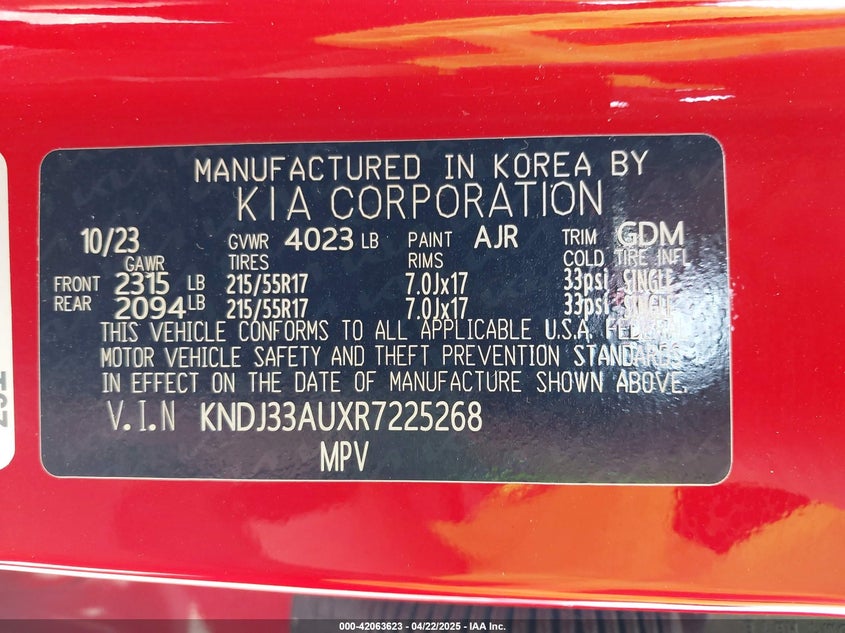 MANUFACTURED IN KOREA BY
KIA CORPORATION
10/23 GVWR 4023 LB PAINT AJR TRIM GDM
GAWR TIRES RIMS COLD TIRE INFL
FRONT 2315 LB 215/55R17 7.0Jx17 33psi SINGLE
REAR 2094 LB 215/55R17 7.0Jx17 33psi SINGLE
THIS VEHICLE CONFORMS TO ALL APPLICABLE U.S.A. FEDERAL
MOTOR VEHICLE SAFETY AND THEFT PREVENTION STANDARDS
IN EFFECT ON THE DATE OF MANUFACTURE SHOWN ABOVE.
V.I.N KNDJ33AUXR7225268
MPV
000-42063623 - 04/22/2025 - IAA Inc.